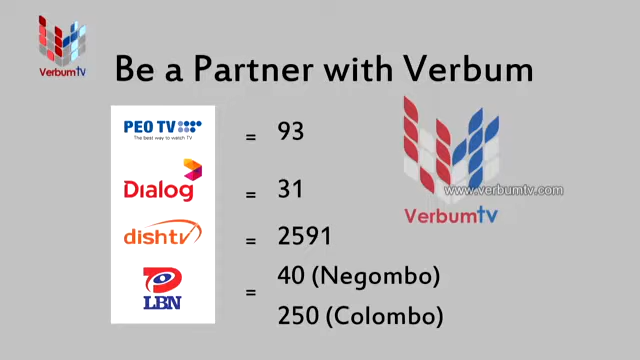 VerbumTV
Be a Partner with Verbum
PEO TV
The best way to watch TV
= 93
Dialog
= 31
www.verbumtv.com
VerbumTV
dishtv
= 2591
LBN
= 40 (Negombo)
250 (Colombo)